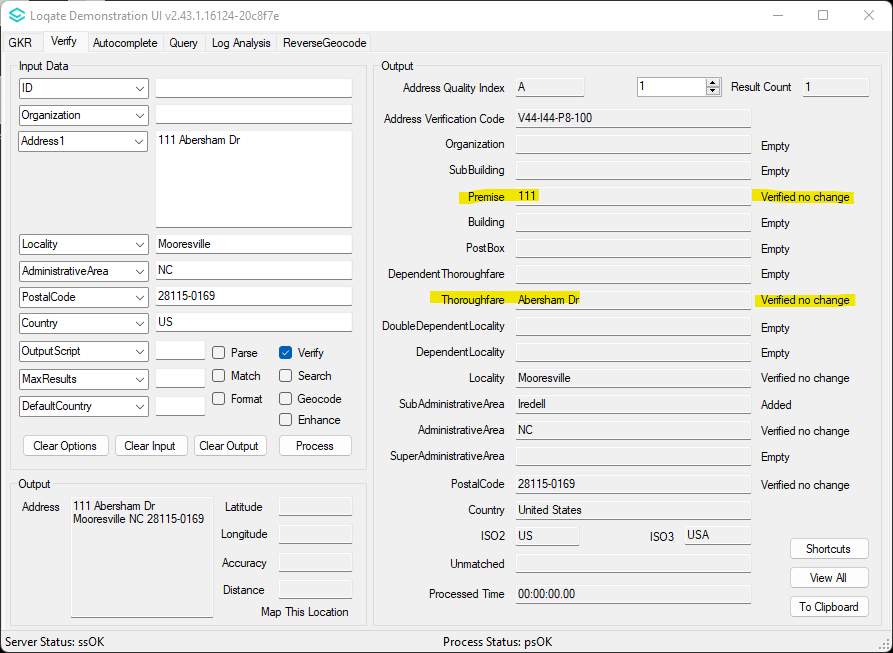 Loqate Demonstration UI v2.43.1.16124-20c8f7e
GKR Verify Autocomplete Query Log Analysis ReverseGeocode
Input Data
ID
Organization
Address1 111 Abersham Dr
Locality Mooresville
AdministrativeArea NC
PostalCode 28115-0169
Country US
OutputScript Parse Verify
MaxResults Match Search
DefaultCountry Format Geocode
Enhance
Clear Options Clear Input Clear Output Process
Output
Address 111 Abersham Dr
Mooresville NC 28115-0169
Latitude
Longitude
Accuracy
Distance
Map This Location
Output
Address Quality Index A 1 Result Count 1
Address Verification Code V44-I44-P8-100
Organization Empty
SubBuilding Empty
Premise 111 Verified no change
Building Empty
PostBox Empty
DependentThoroughfare Empty
Thoroughfare Abersham Dr Verified no change
DoubleDependentLocality Empty
DependentLocality Empty
Locality Mooresville Verified no change
SubAdministrativeArea Iredell Added
AdministrativeArea NC Verified no change
SuperAdministrativeArea Empty
PostalCode 28115-0169 Verified no change
Country United States
ISO2 US ISO3 USA
Unmatched
Processed Time 00:00:00.00
Shortcuts
View All
To Clipboard
Server Status: ssOK Process Status: psOK